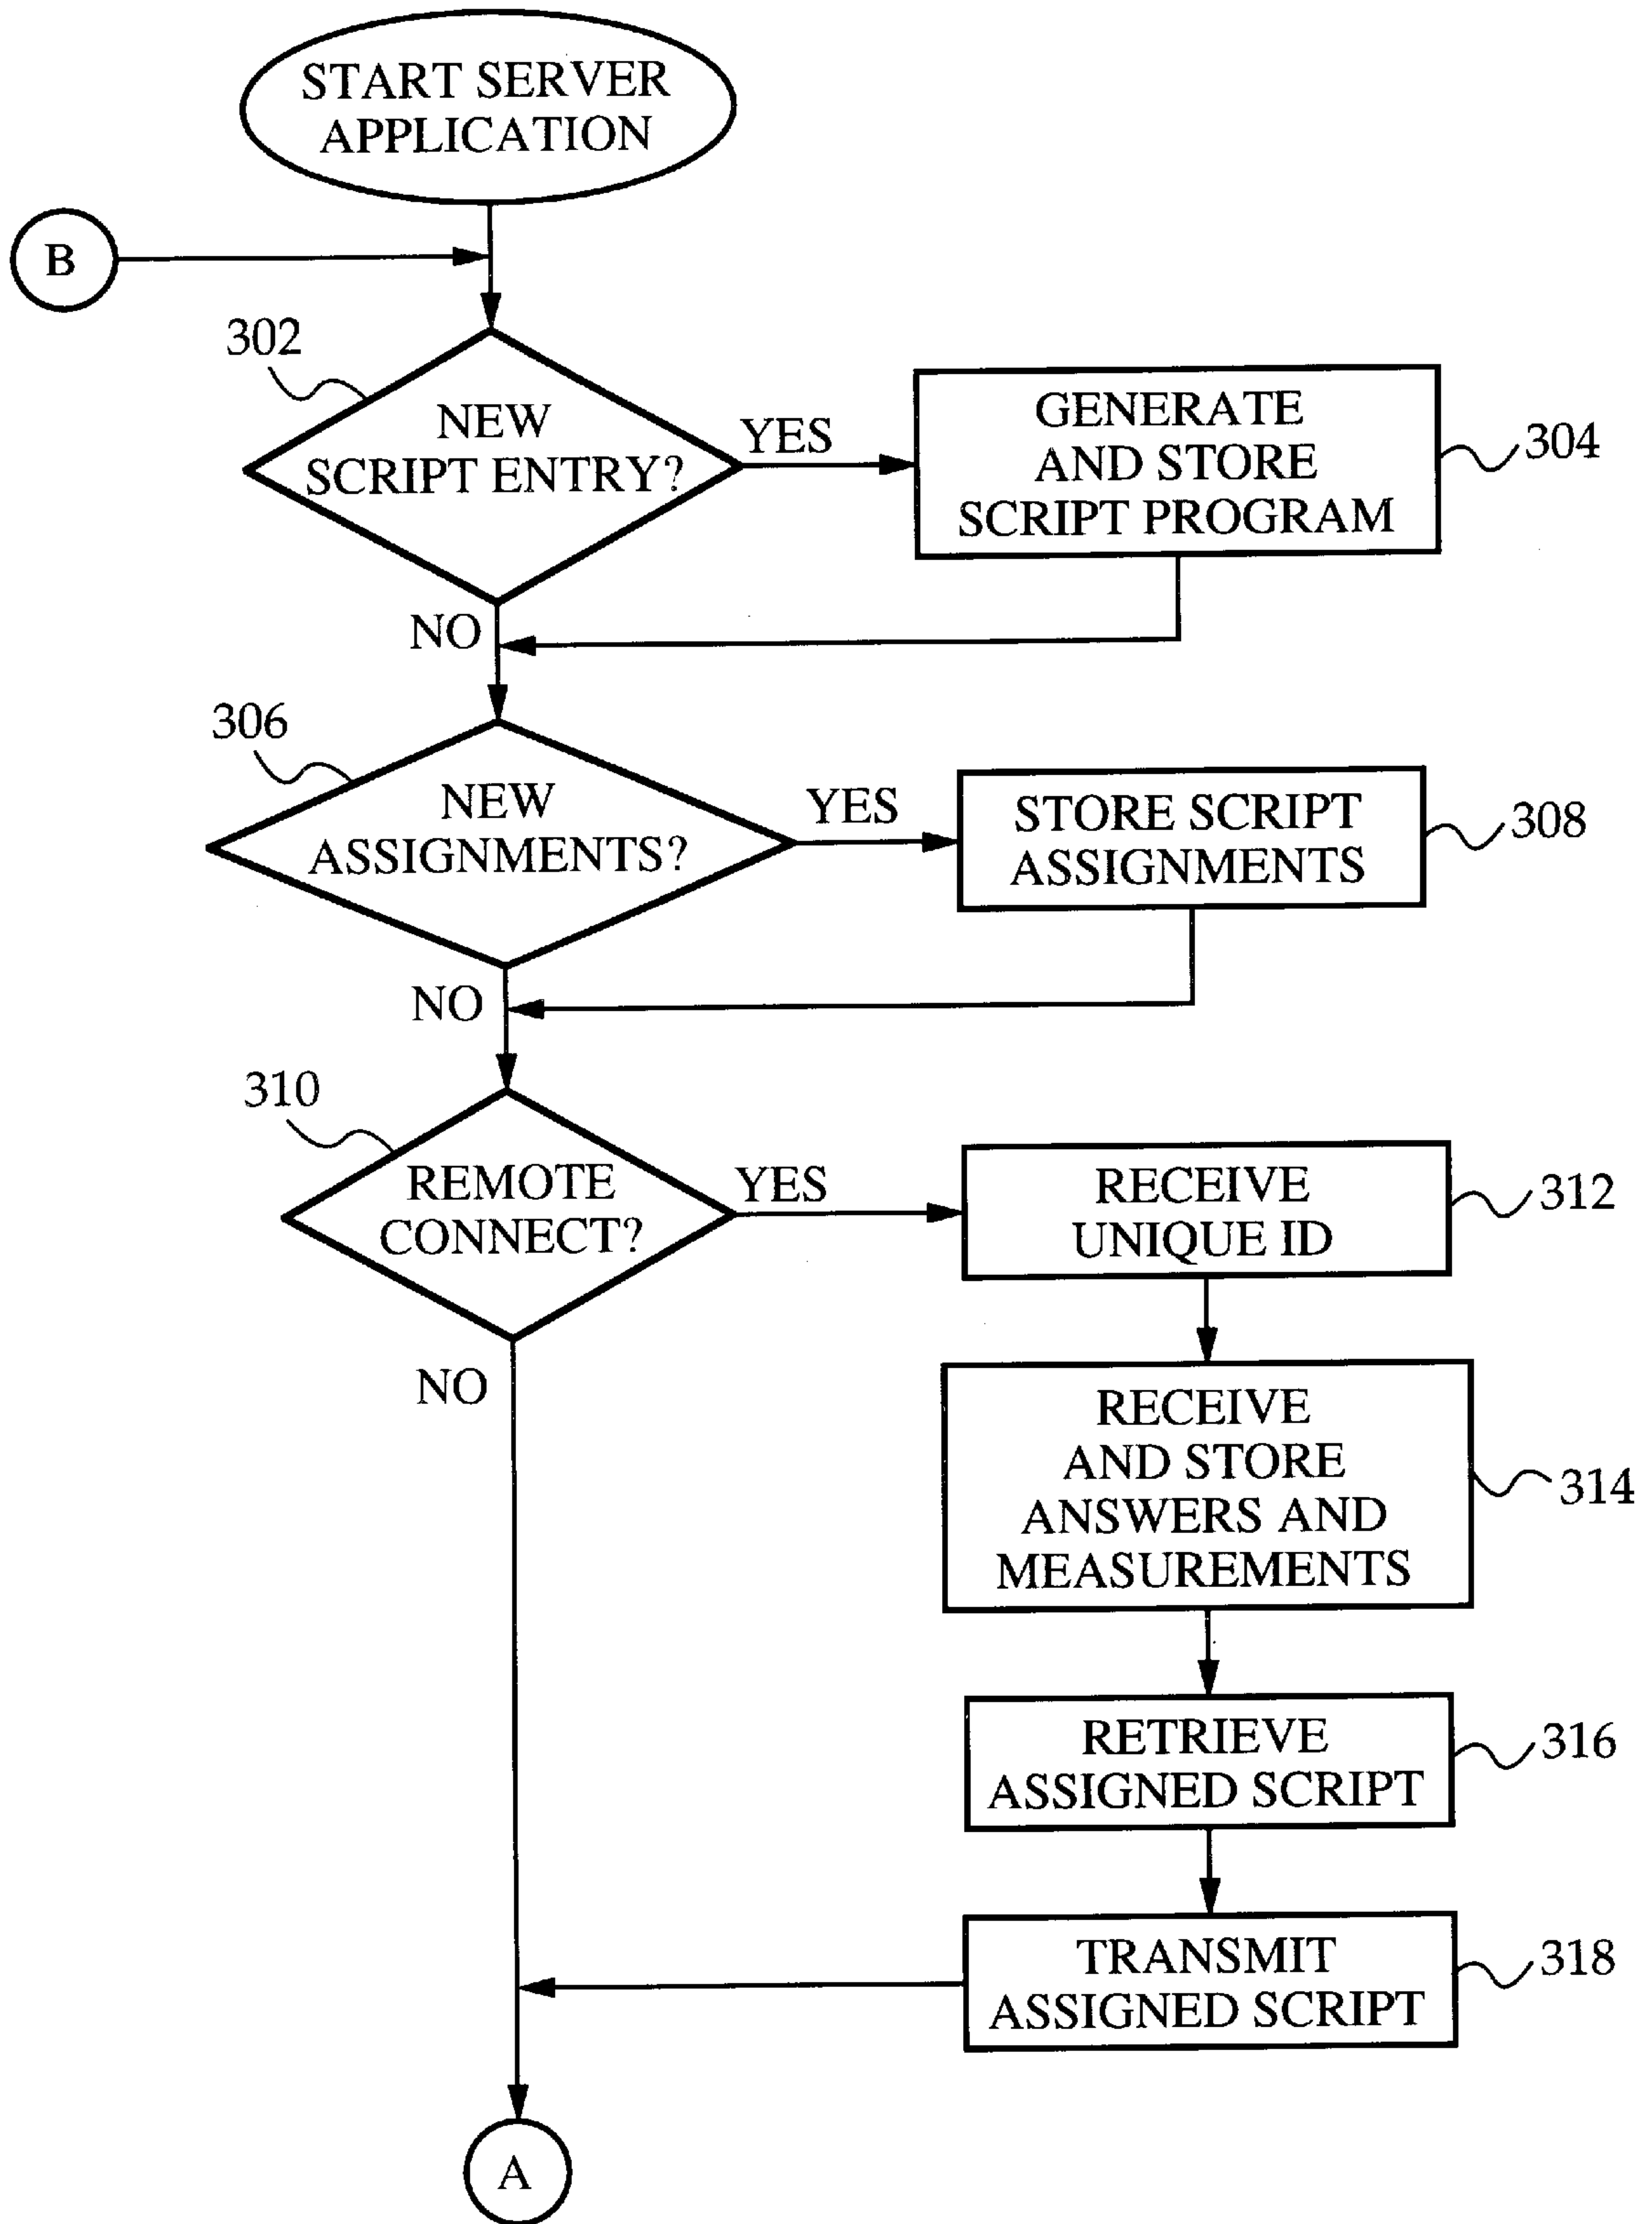 START SERVER
APPLICATION
B
302
NEW
SCRIPT ENTRY?
YES
GENERATE
AND STORE
SCRIPT PROGRAM
304
NO
306
NEW
ASSIGNMENTS?
YES
STORE SCRIPT
ASSIGNMENTS
308
NO
310
REMOTE
CONNECT?
YES
RECEIVE
UNIQUE ID
312
NO
RECEIVE
AND STORE
ANSWERS AND
MEASUREMENTS
314
RETRIEVE
ASSIGNED SCRIPT
316
TRANSMIT
ASSIGNED SCRIPT
318
A